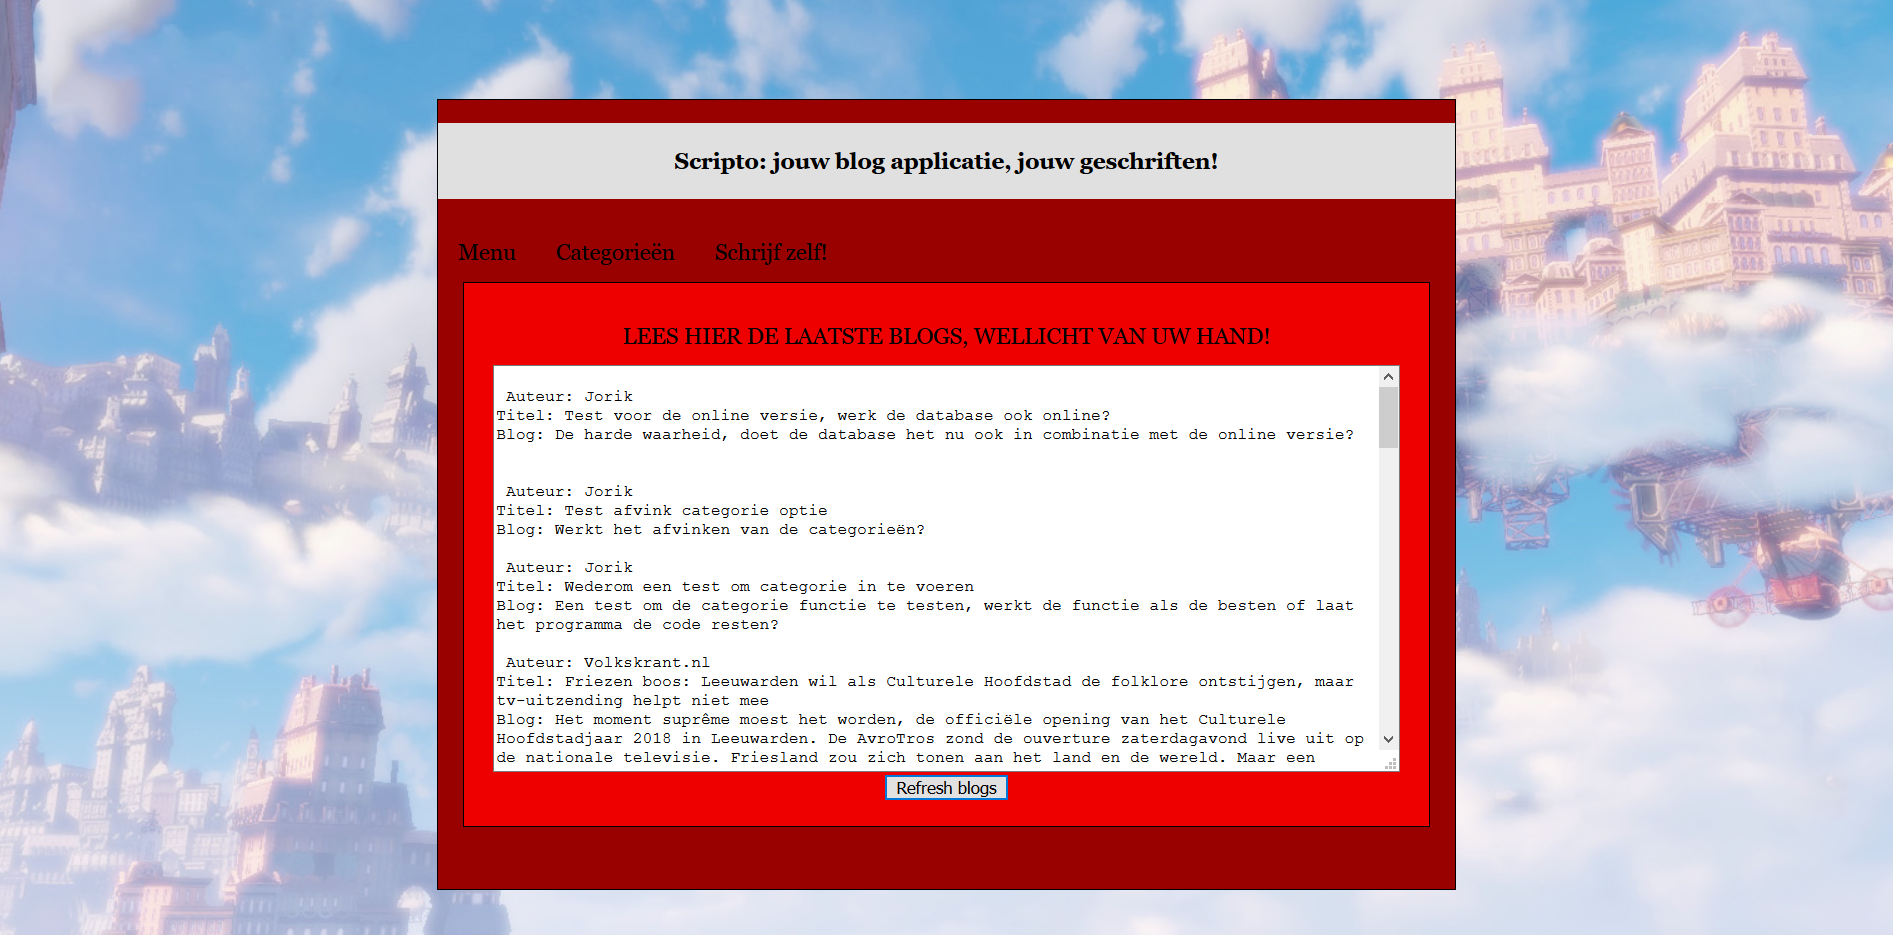 Scripto: jouw blog applicatie, jouw geschriften!
Menu Categorieën Schrijf zelf!
LEES HIER DE LAATSTE BLOGS, WELLICHT VAN UW HAND!
Auteur: Jorik
Titel: Test voor de online versie, werk de database ook online?
Blog: De harde waarheid, doet de database het nu ook in combinatie met de online versie?
Auteur: Jorik
Titel: Test afvink categorie optie
Blog: Werkt het afvinken van de categorieën?
Auteur: Jorik
Titel: Wederom een test om categorie in te voeren
Blog: Een test om de categorie functie te testen, werkt de functie als de besten of laat
het programma de code resten?
Auteur: Volkskrant.nl
Titel: Friezen boos: Leeuwarden wil als Culturele Hoofdstad de folklore ontstijgen, maar
tv-uitzending helpt niet mee
Blog: Het moment suprême moest het worden, de officiële opening van het Culturele
Hoofdstadjaar 2018 in Leeuwarden. De AvroTros zond de ouverture zaterdagavond live uit op
de nationale televisie. Friesland zou zich tonen aan het land en de wereld. Maar een
Refresh blogs